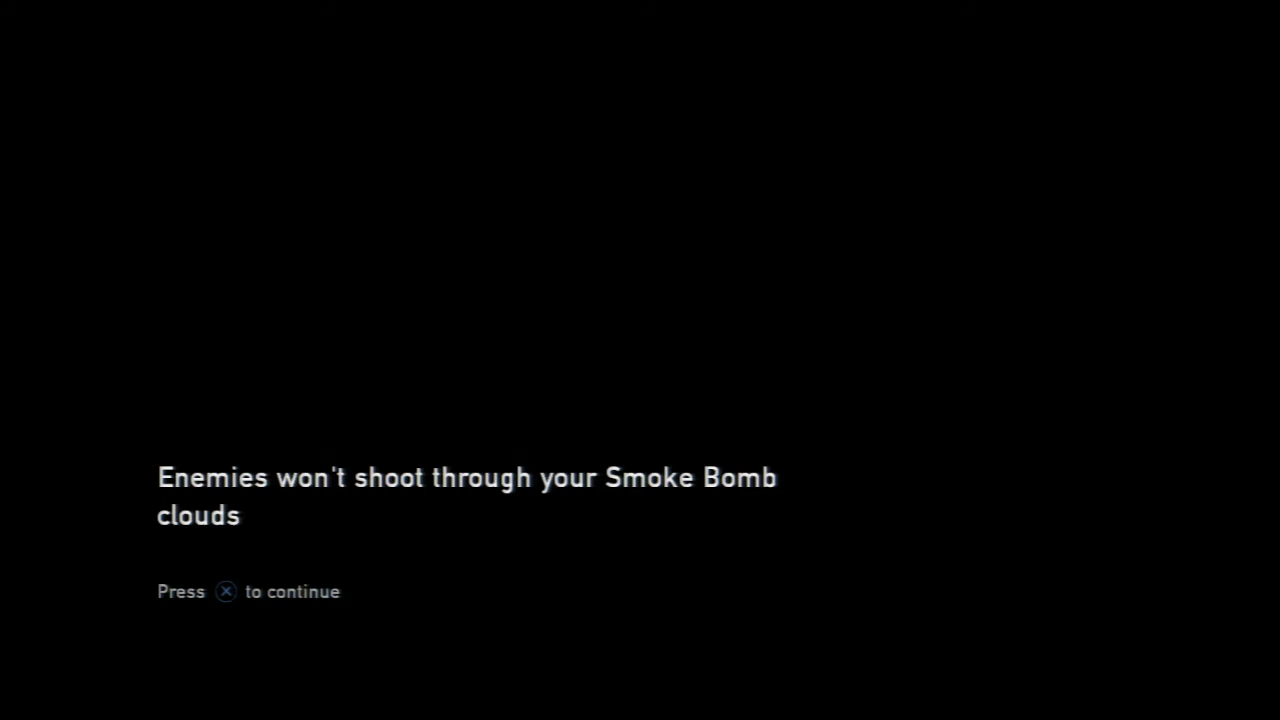 Enemies won't shoot through your Smoke Bomb
clouds
Press ⓧ to continue